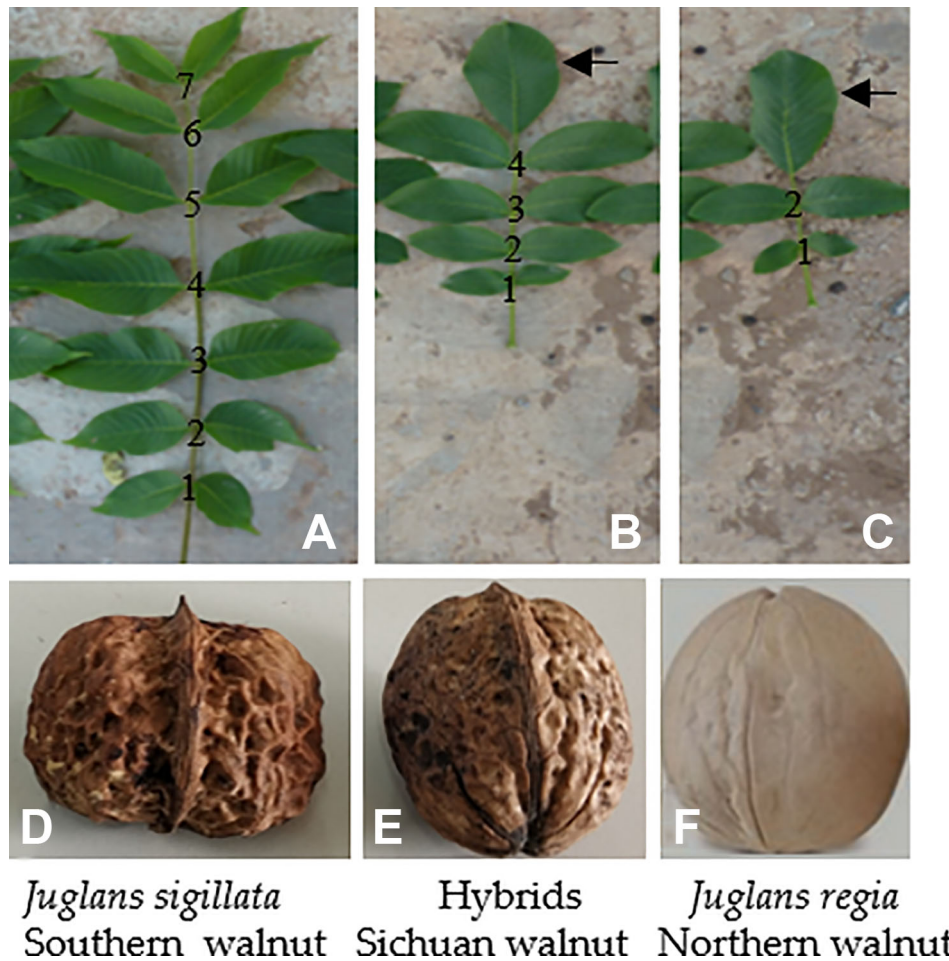 7
6
5
4
3
2
1
A
4
3
2
1
B
2
1
C
D
E
F
Juglans sigillata
Southern walnut
Hybrids
Sichuan walnut
Juglans regia
Northern walnut